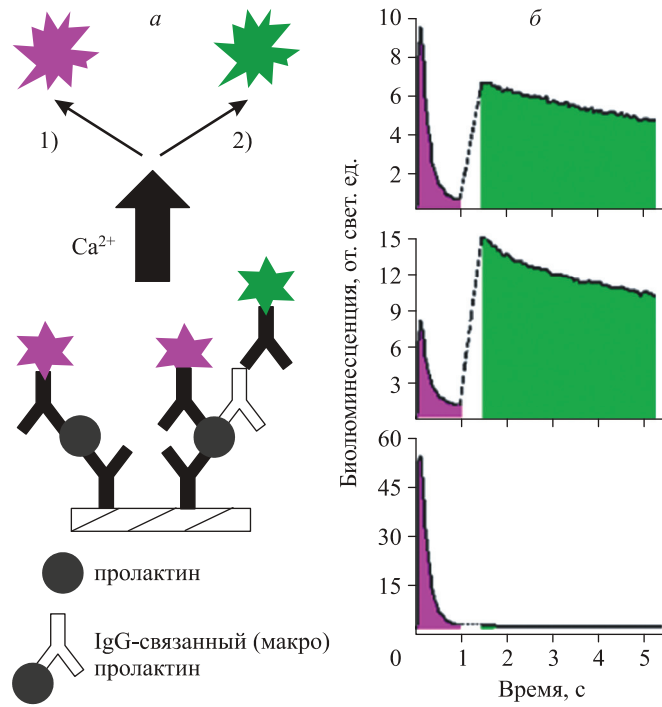 а
1)
2)
Ca²⁺
пролактин
IgG-связанный (макро)
пролактин
б
Биолюминесценция, от. свет. ед.
10
8
6
4
2
15
12
9
6
3
60
45
30
15
0
1
2
3
4
5
Время, с